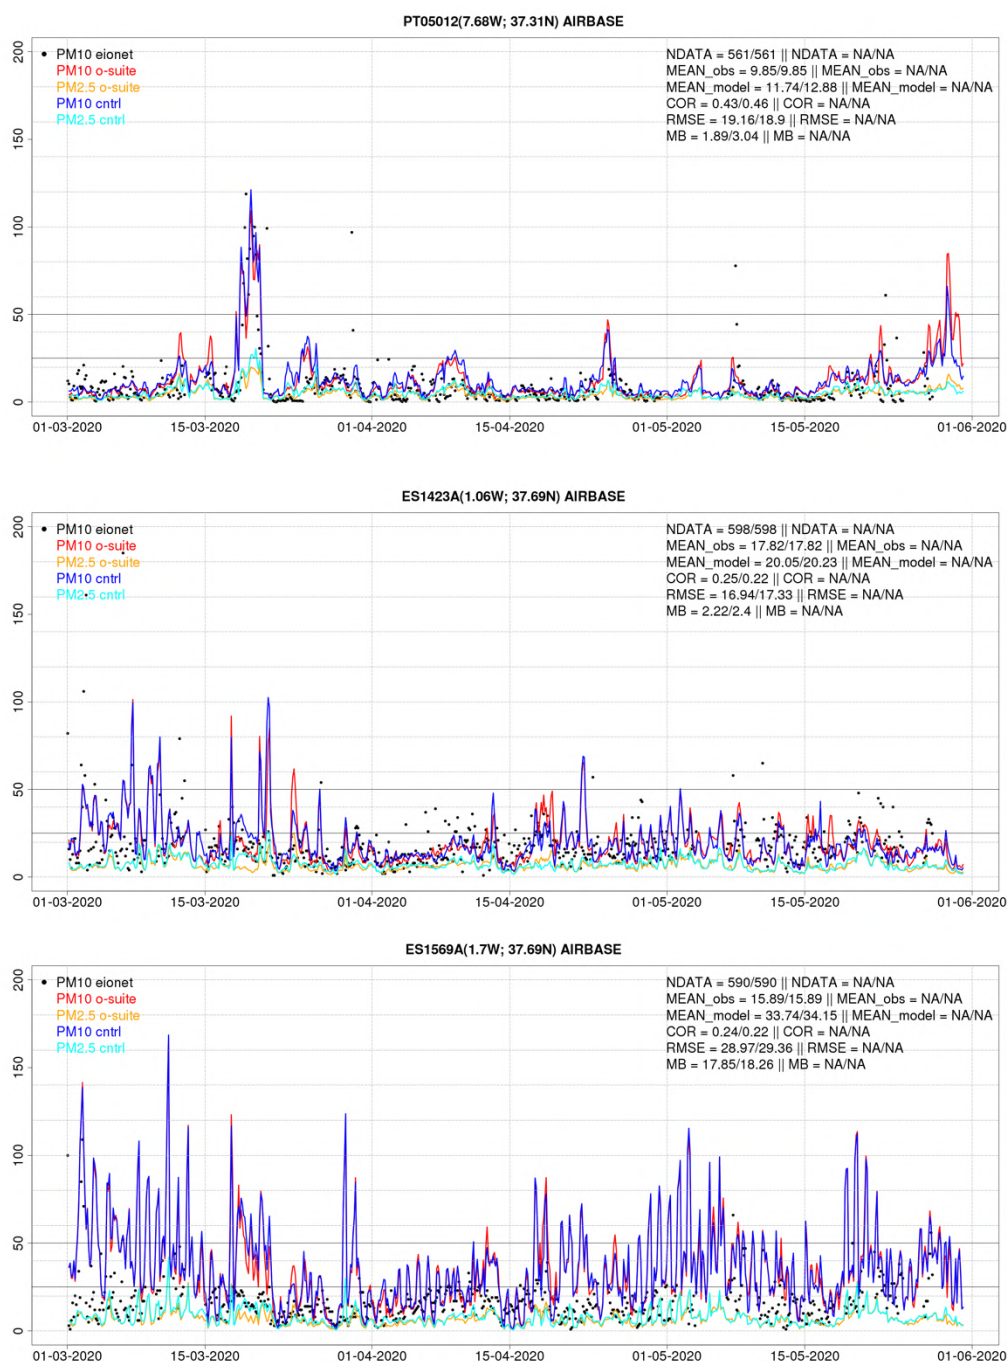 PT05012(7.68W; 37.31N) AIRBASE
200
150
100
50
0
PM10 eionet
PM10 o-suite
PM2.5 o-suite
PM10 cntrl
PM2.5 cntrl
NDATA = 561/561 || NDATA = NA/NA
MEAN_obs = 9.85/9.85 || MEAN_obs = NA/NA
MEAN_model = 11.74/12.88 || MEAN_model = NA/NA
COR = 0.43/0.46 || COR = NA/NA
RMSE = 19.16/18.9 || RMSE = NA/NA
MB = 1.89/3.04 || MB = NA/NA
01-03-2020 15-03-2020 01-04-2020 15-04-2020 01-05-2020 15-05-2020 01-06-2020
ES1423A(1.06W; 37.69N) AIRBASE
200
150
100
50
0
PM10 eionet
PM10 o-suite
PM2.5 o-suite
PM10 cntrl
PM2.5 cntrl
NDATA = 598/598 || NDATA = NA/NA
MEAN_obs = 17.82/17.82 || MEAN_obs = NA/NA
MEAN_model = 20.05/20.23 || MEAN_model = NA/NA
COR = 0.25/0.22 || COR = NA/NA
RMSE = 16.94/17.33 || RMSE = NA/NA
MB = 2.22/2.4 || MB = NA/NA
01-03-2020 15-03-2020 01-04-2020 15-04-2020 01-05-2020 15-05-2020 01-06-2020
ES1569A(1.7W; 37.69N) AIRBASE
200
150
100
50
0
PM10 eionet
PM10 o-suite
PM2.5 o-suite
PM10 cntrl
PM2.5 cntrl
NDATA = 590/590 || NDATA = NA/NA
MEAN_obs = 15.89/15.89 || MEAN_obs = NA/NA
MEAN_model = 33.74/34.15 || MEAN_model = NA/NA
COR = 0.24/0.22 || COR = NA/NA
RMSE = 28.97/29.36 || RMSE = NA/NA
MB = 17.85/18.26 || MB = NA/NA
01-03-2020 15-03-2020 01-04-2020 15-04-2020 01-05-2020 15-05-2020 01-06-2020